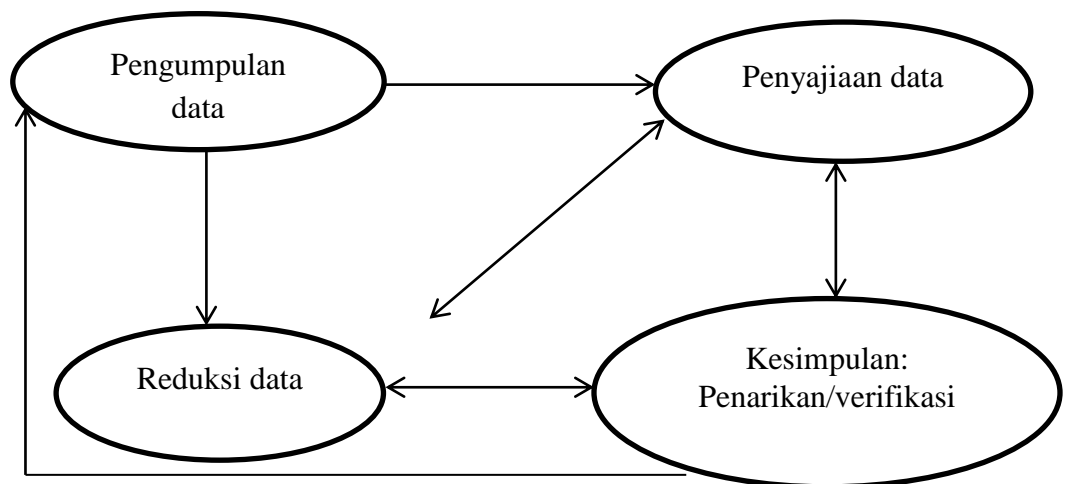 Pengumpulan
data
Penyajiaan data
Reduksi data
Kesimpulan:
Penarikan/verifikasi